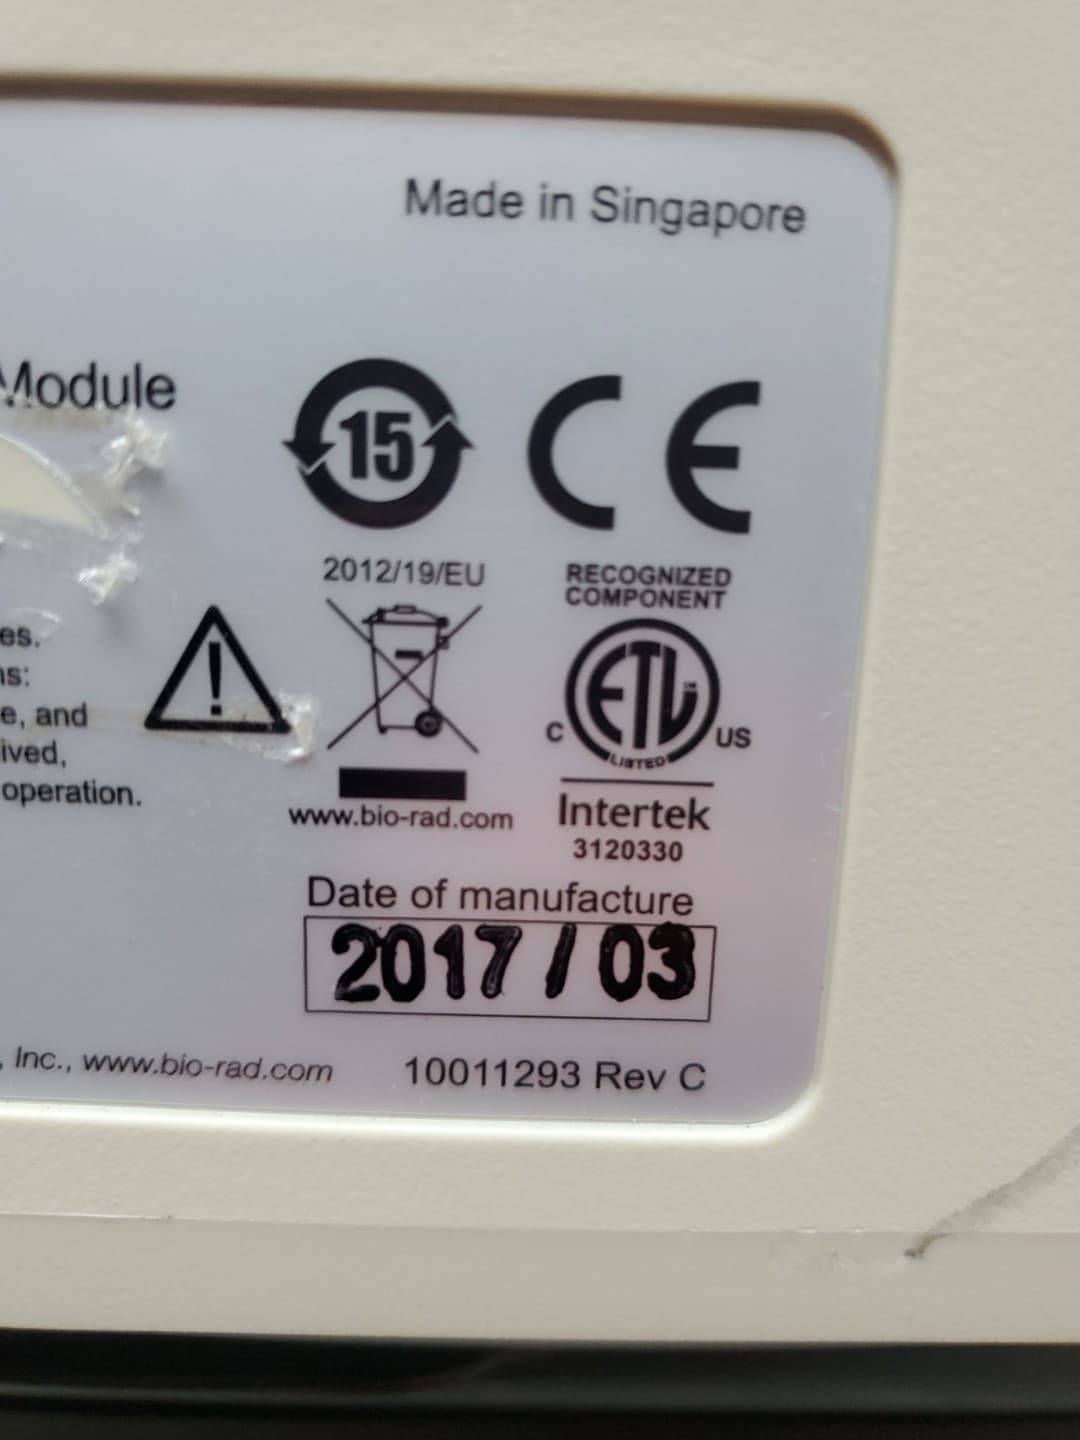 Made in Singapore
Module
15
CE
2012/19/EU
RECOGNIZED
COMPONENT
es.
ns:
e, and
ived,
operation.
!
C ETL US
LISTED
www.bio-rad.com
Intertek
3120330
Date of manufacture
2017 / 03
, Inc., www.bio-rad.com 10011293 Rev C